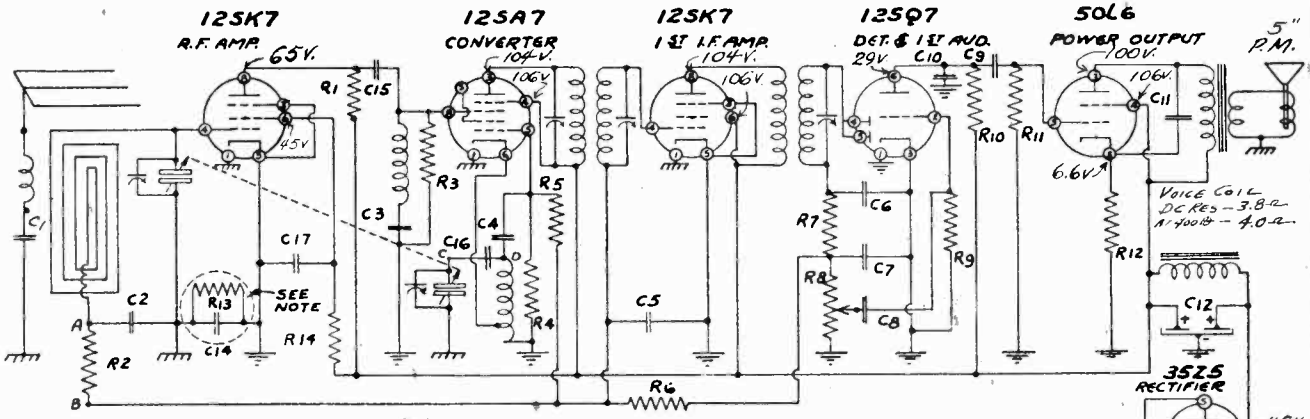 12SK7
R.F. AMP.
65V.
45V
12SA7
CONVERTER
104V.
106V.
12SK7
1ST I.F. AMP.
104V.
106V.
12SQ7
DET. & 1ST AUD.
29V.
50L6
POWER OUTPUT
100V.
106V.
6.6V.
5"
P.M.
VOICE COIL
DC RES - 3.8Ω
- 4.0Ω
R1
C15
R3
C3
C16
C
D
C4
R5
R4
C1
C2
A
R2
B
R13
C14
SEE
NOTE
C17
R14
C5
R6
R7
R8
C6
C7
C8
R9
C10
C9
R10
R11
C11
R12
C12
+ +
-
35Z5
RECTIFIER